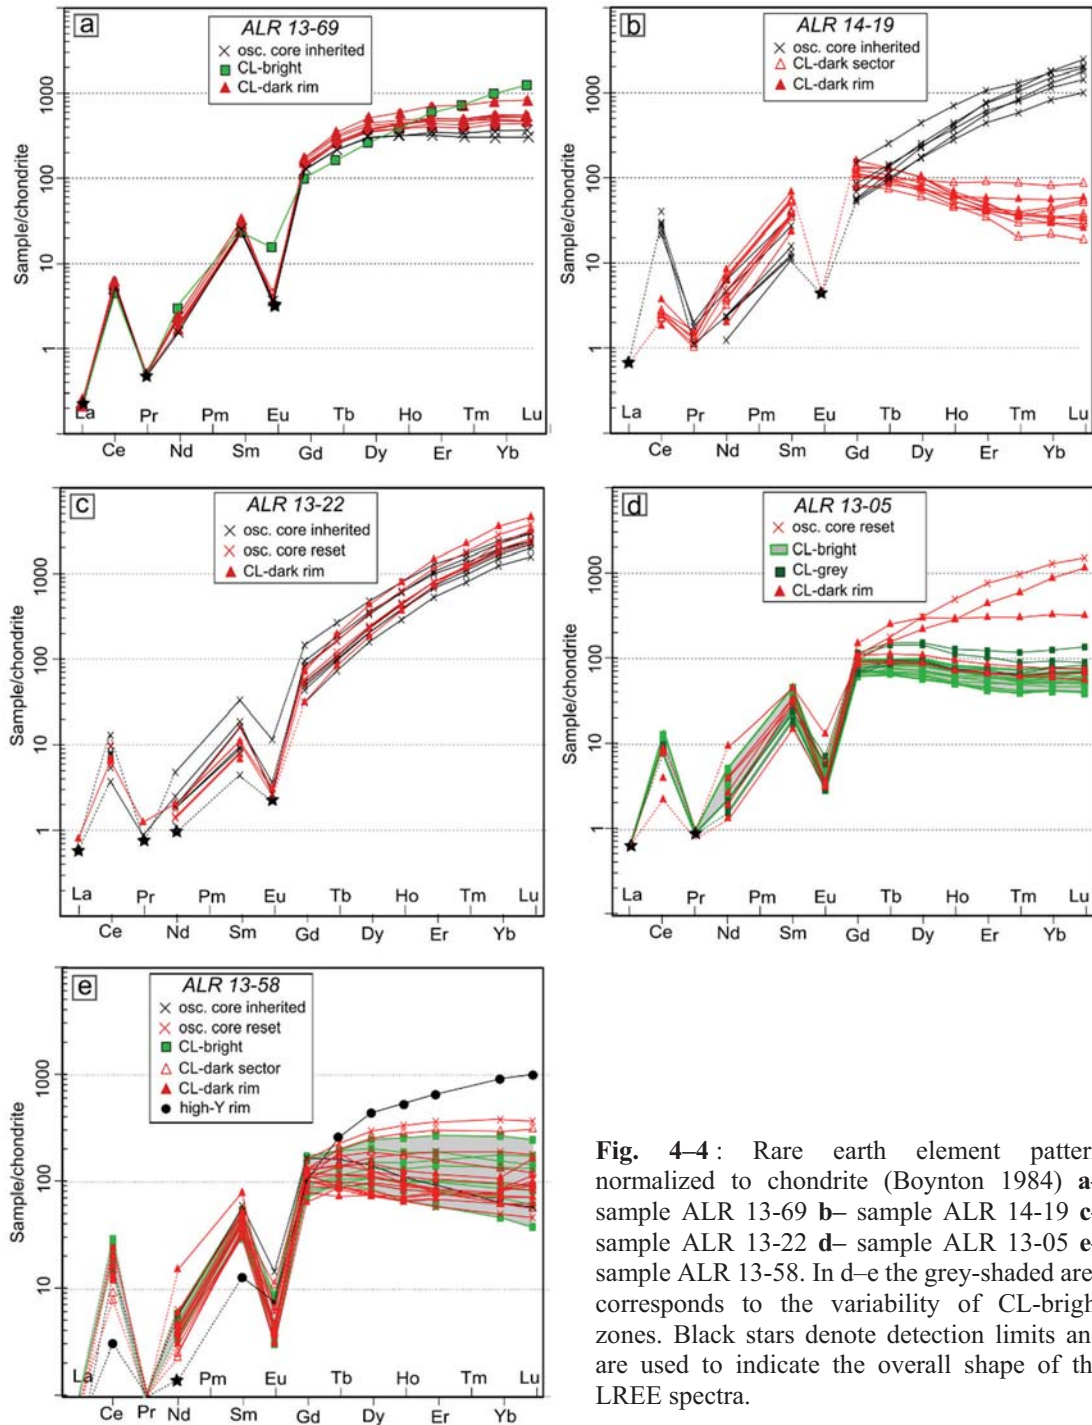 a
ALR 13-69
osc. core inherited
CL-bright
CL-dark rim
Sample/chondrite
1000
100
10
1
La Pr Pm Eu Tb Ho Tm Lu
Ce Nd Sm Gd Dy Er Yb
b
ALR 14-19
osc. core inherited
CL-dark sector
CL-dark rim
Sample/chondrite
1000
100
10
1
La Pr Pm Eu Tb Ho Tm Lu
Ce Nd Sm Gd Dy Er Yb
c
ALR 13-22
osc. core inherited
osc. core reset
CL-dark rim
Sample/chondrite
1000
100
10
1
La Pr Pm Eu Tb Ho Tm Lu
Ce Nd Sm Gd Dy Er Yb
d
ALR 13-05
osc. core reset
CL-bright
CL-grey
CL-dark rim
Sample/chondrite
1000
100
10
1
La Pr Pm Eu Tb Ho Tm Lu
Ce Nd Sm Gd Dy Er Yb
e
ALR 13-58
osc. core inherited
osc. core reset
CL-bright
CL-dark sector
CL-dark rim
high-Y rim
Sample/chondrite
1000
100
10
La Pm Eu Tb Ho Tm Lu
Ce Pr Nd Sm Gd Dy Er Yb
Fig. 4–4 : Rare earth element pattern
normalized to chondrite (Boynton 1984) a–
sample ALR 13-69 b– sample ALR 14-19 c–
sample ALR 13-22 d– sample ALR 13-05 e–
sample ALR 13-58. In d–e the grey-shaded are
corresponds to the variability of CL-brigh
zones. Black stars denote detection limits an
are used to indicate the overall shape of th
LREE spectra.